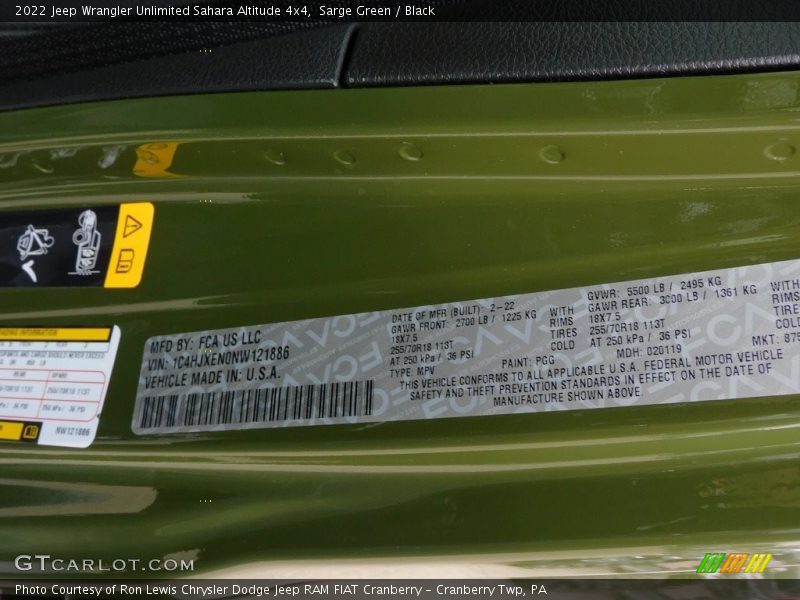 2022 Jeep Wrangler Unlimited Sahara Altitude 4x4, Sarge Green / Black
MFD BY: FCA US LLC
VIN: 1C4HJXEN0NW121886
VEHICLE MADE IN: U.S.A.
DATE OF MFR (BUILT): 2-22
GAWR FRONT: 2700 LB / 1225 KG WITH
18X7.5 RIMS
255/70R18 113T TIRES
AT 250 kPa / 36 PSI COLD
TYPE: MPV PAINT: PGG
GVWR: 5500 LB / 2495 KG
GAWR REAR: 3000 LB / 1361 KG WITH
18X7.5 RIMS
255/70R18 113T
AT 250 kPa / 36 PSI COLD
MDH: 020119 MKT: 875
THIS VEHICLE CONFORMS TO ALL APPLICABLE U.S.A. FEDERAL MOTOR VEHICLE
SAFETY AND THEFT PREVENTION STANDARDS IN EFFECT ON THE DATE OF
MANUFACTURE SHOWN ABOVE
NW121886
GTCARLOT.COM
Photo Courtesy of Ron Lewis Chrysler Dodge Jeep RAM FIAT Cranberry - Cranberry Twp, PA